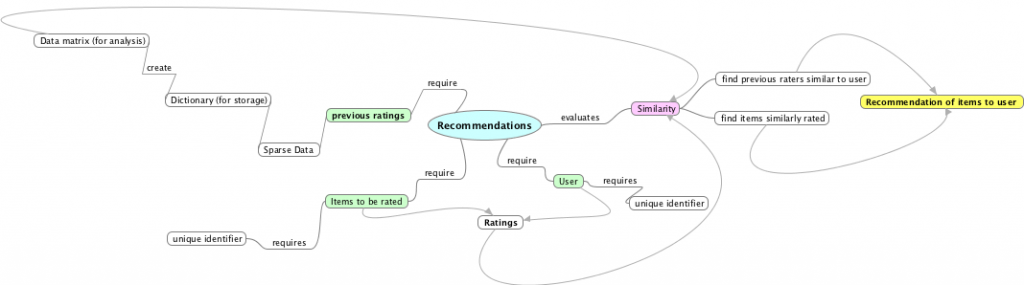 Data matrix (for analysis)
create
Dictionary (for storage)
Sparse Data
previous ratings
require
Recommendations
evaluates
Similarity
find previous raters similar to user
find items similarly rated
Recommendation of items to user
require
Items to be rated
requires
unique identifier
require
User
requires
unique identifier
Ratings